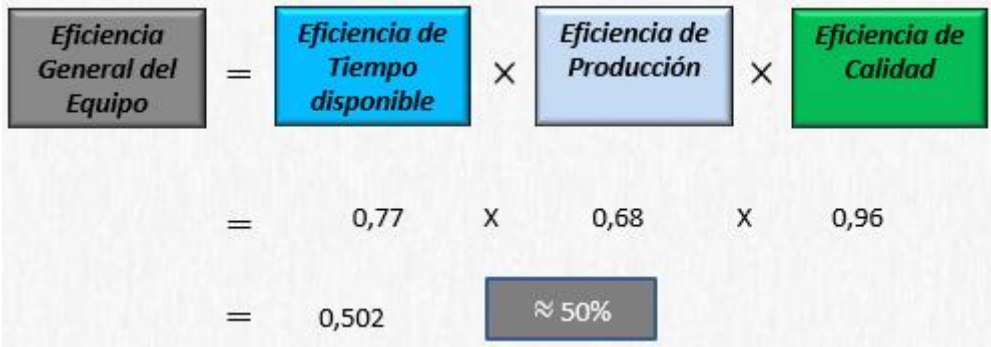 Eficiencia General del Equipo = Eficiencia de Tiempo disponible × Eficiencia de Producción × Eficiencia de Calidad
= 0,77 X 0,68 X 0,96
= 0,502 ≈ 50%